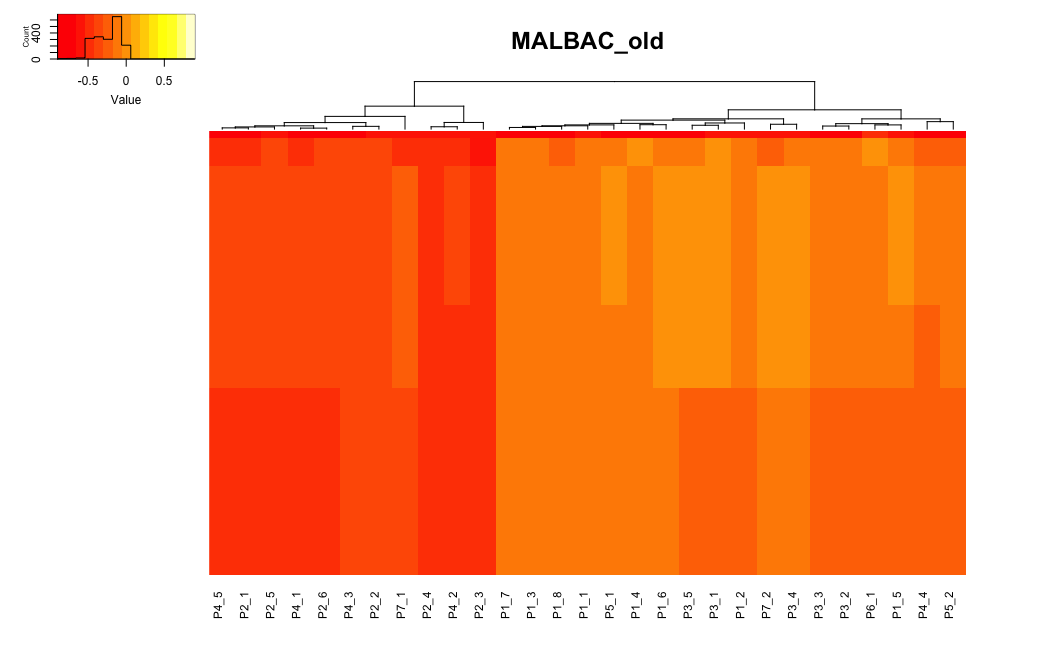 MALBAC_old
Count
0 400
-0.5 0 0.5
Value
P4_5 P2_1 P2_5 P4_1 P2_6 P4_3 P2_2 P7_1 P2_4 P4_2 P2_3 P1_7 P1_3 P1_8 P1_1 P5_1 P1_4 P1_6 P3_5 P3_1 P1_2 P7_2 P3_4 P3_3 P3_2 P6_1 P1_5 P4_4 P5_2